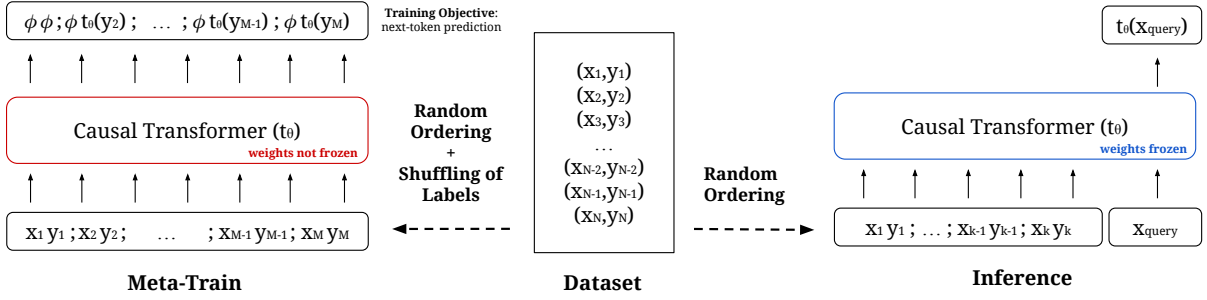 ϕ ϕ ; ϕ tθ(y2) ; … ; ϕ tθ(yM-1) ; ϕ tθ(yM)
Training Objective:
next-token prediction
Causal Transformer (tθ)
weights not frozen
x1 y1 ; x2 y2 ; … ; xM-1 yM-1 ; xM yM
Meta-Train
Random
Ordering
+
Shuffling of
Labels
(x1,y1)
(x2,y2)
(x3,y3)
…
(xN-2,yN-2)
(xN-1,yN-1)
(xN,yN)
Dataset
Random
Ordering
tθ(xquery)
Causal Transformer (tθ)
weights frozen
x1 y1 ; … ; xk-1 yk-1 ; xk yk
xquery
Inference